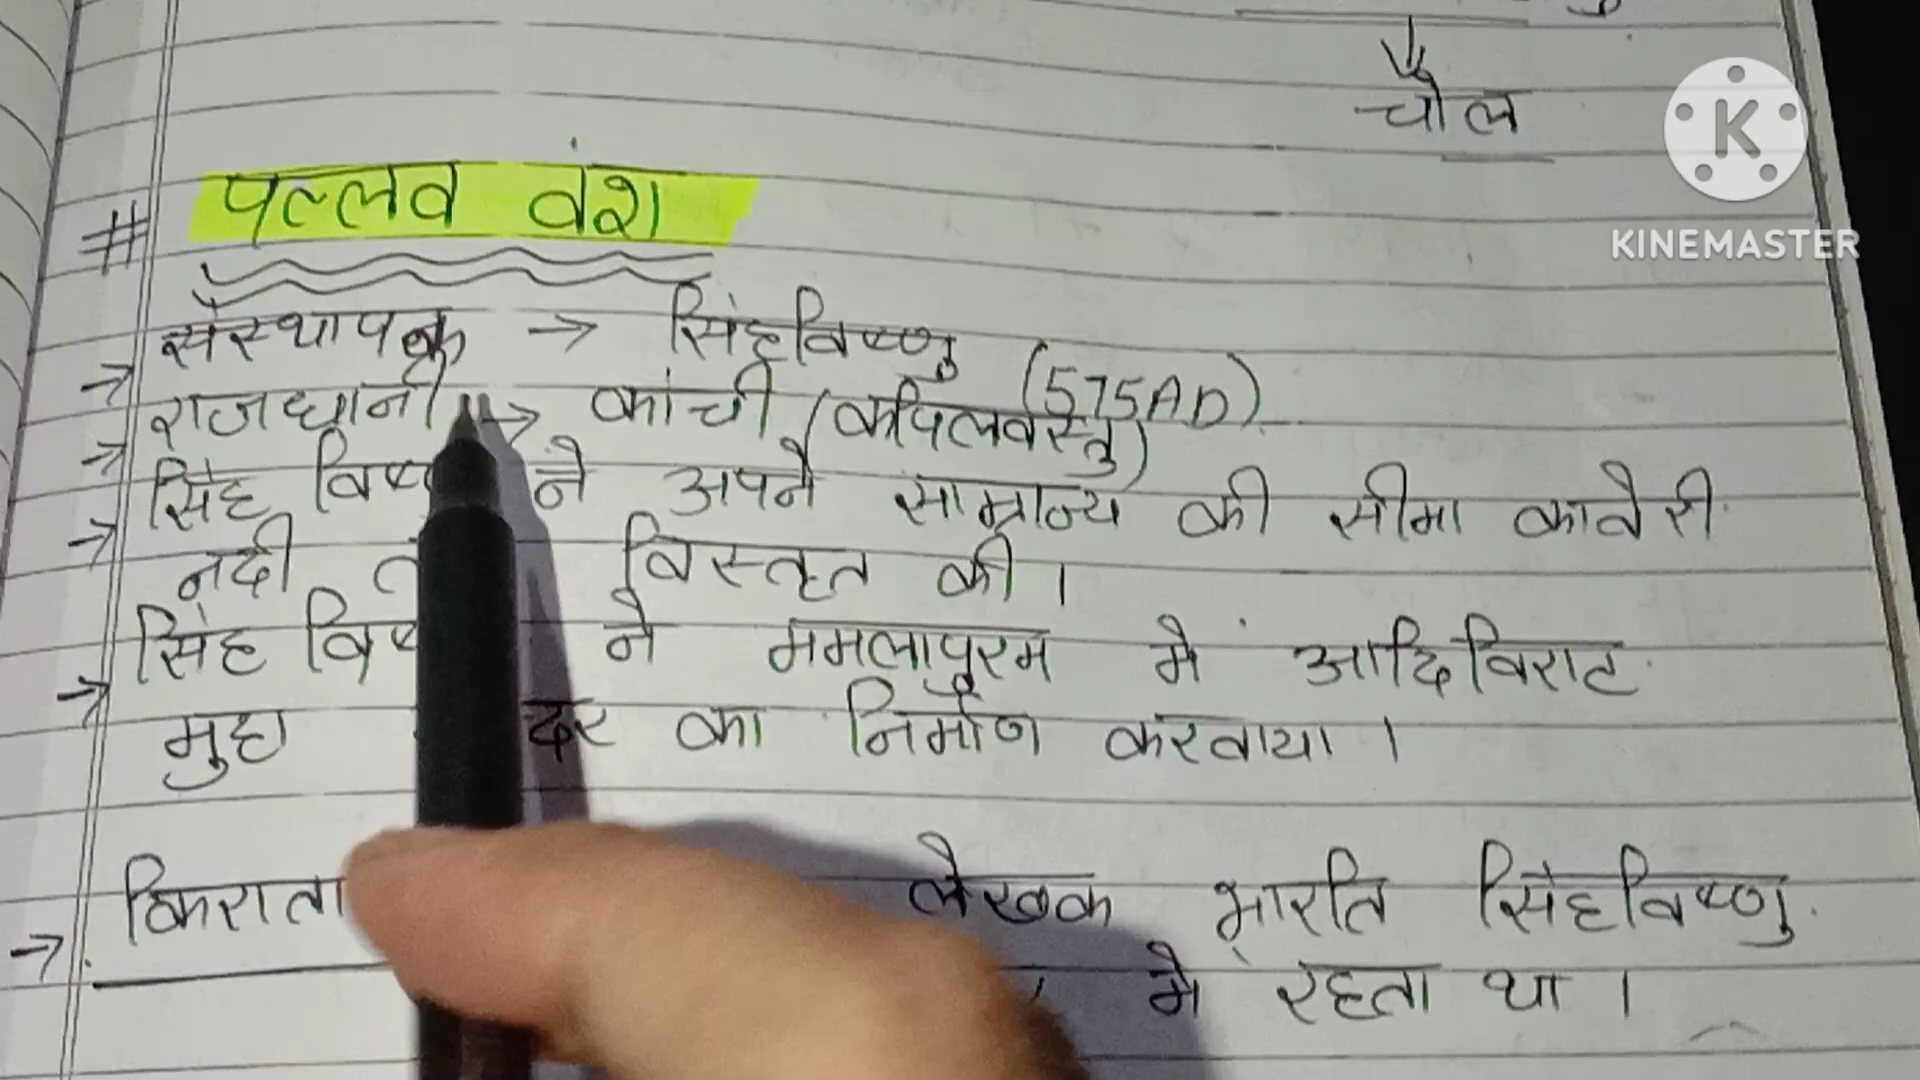 चोल
KINEMASTER
# पल्लव वंश
→ संस्थापक → सिंहविष्णु (575AD)
→ राजधानी → कांची (कपिलवस्तु)
→ सिंह ने अपने साम्राज्य की सीमा कावेरी
नदी विस्तृत की।
→ सिंह ने ममलापुरम मे आदिविराट
का निर्माण करवाया।
→ लेखक भारति सिंहविष्णु
मे रहता था।